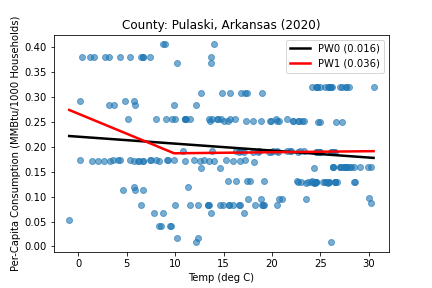 County: Pulaski, Arkansas (2020)
Per-Capita Consumption (MMBtu/1000 Households)
0.40
0.35
0.30
0.25
0.20
0.15
0.10
0.05
0.00
PW0 (0.016)
PW1 (0.036)
0 5 10 15 20 25 30
Temp (deg C)